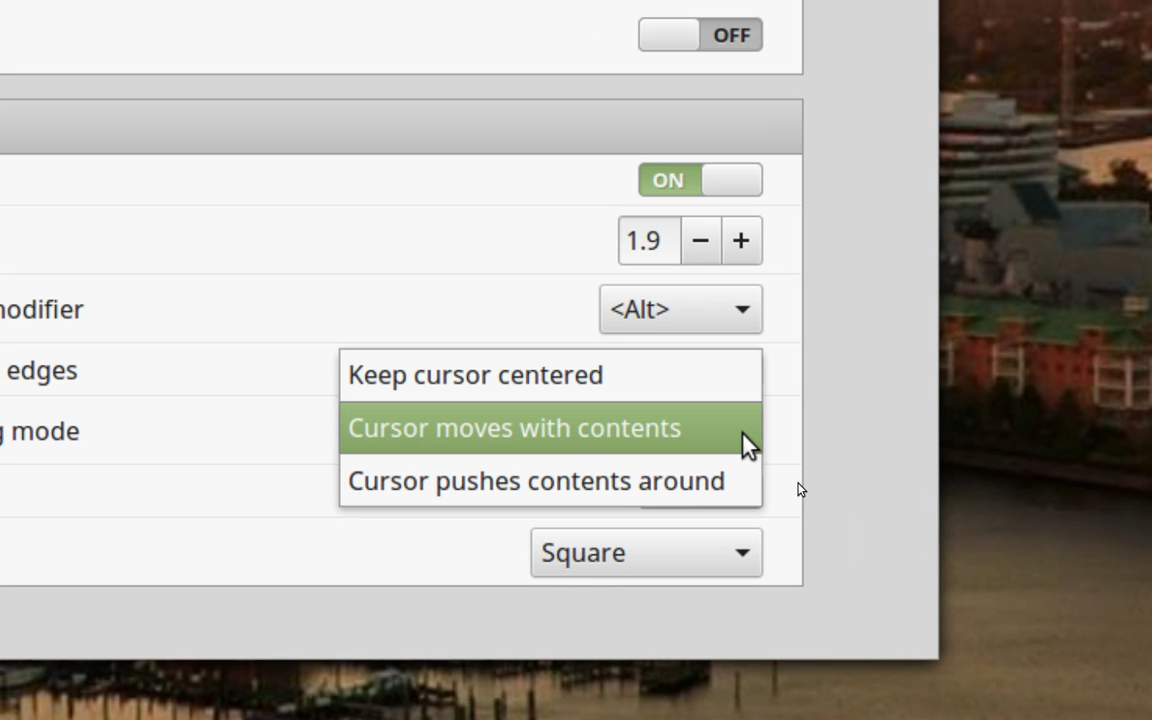 OFF
ON
1.9 − +
modifier <Alt>
edges
Keep cursor centered
mode
Cursor moves with contents
Cursor pushes contents around
Square